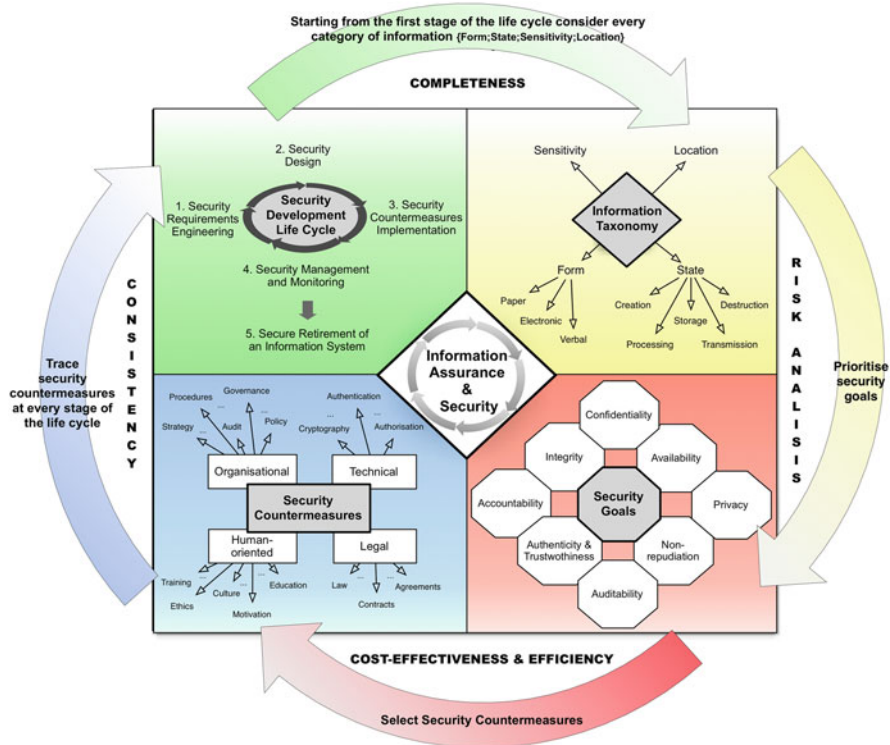 Starting from the first stage of the life cycle consider every
category of information {Form;State;Sensitivity;Location}
COMPLETENESS
2. Security
Design
1. Security
Requirements
Engineering
Security
Development
Life Cycle
3. Security
Countermeasures
Implementation
4. Security Management
and Monitoring
5. Secure Retirement of
an Information System
Sensitivity
Location
Information
Taxonomy
Form
State
Paper
Electronic
Verbal
Creation
Processing
Storage
Transmission
Destruction
RISK ANALISIS
Prioritise
security
goals
CONSISTENCY
Trace
security
countermeasures
at every stage of
the life cycle
Information
Assurance
&
Security
Procedures
...
Governance
...
Strategy
...
Audit
Policy
Authentication
...
Cryptography
...
Authorisation
Organisational
Technical
Security
Countermeasures
Human-
oriented
Legal
Training
...
Ethics
Culture
...
Motivation
Education
Law
...
Contracts
Agreements
Confidentiality
Integrity
Availability
Accountability
Security
Goals
Privacy
Authenticity &
Trustwothiness
Non-
repudiation
Auditability
COST-EFFECTIVENESS & EFFICIENCY
Select Security Countermeasures